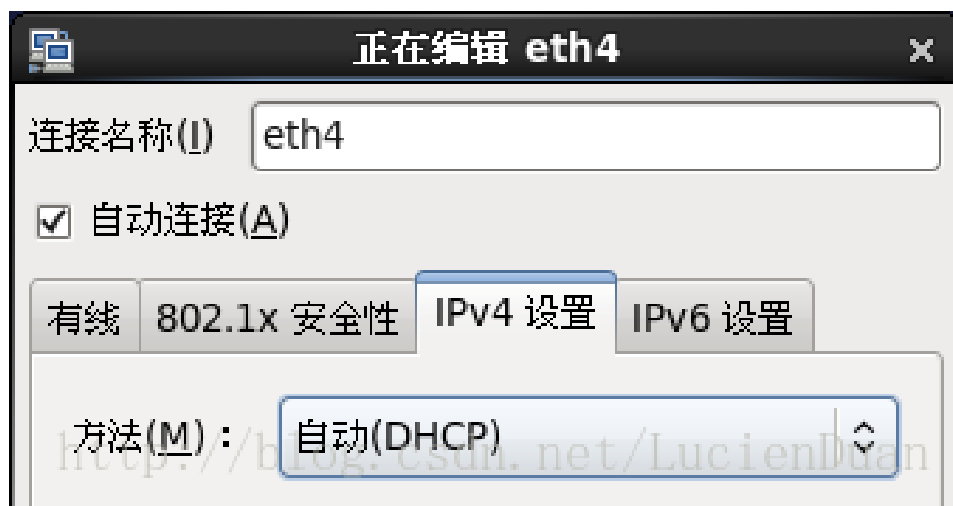 正在编辑 eth4
连接名称(I) eth4
自动连接(A)
有线 802.1x 安全性 IPv4 设置 IPv6 设置
方法(M)： 自动(DHCP)
http://blog.csdn.net/LucienDuan